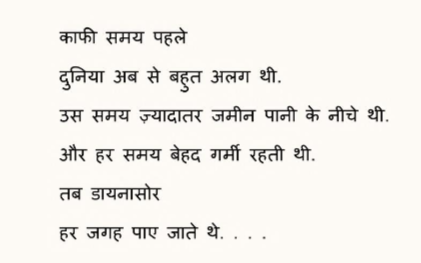 काफी समय पहले
दुनिया अब से बहुत अलग थी.
उस समय ज़्यादातर जमीन पानी के नीचे थी.
और हर समय बेहद गर्मी रहती थी.
तब डायनासोर
हर जगह पाए जाते थे. . . .